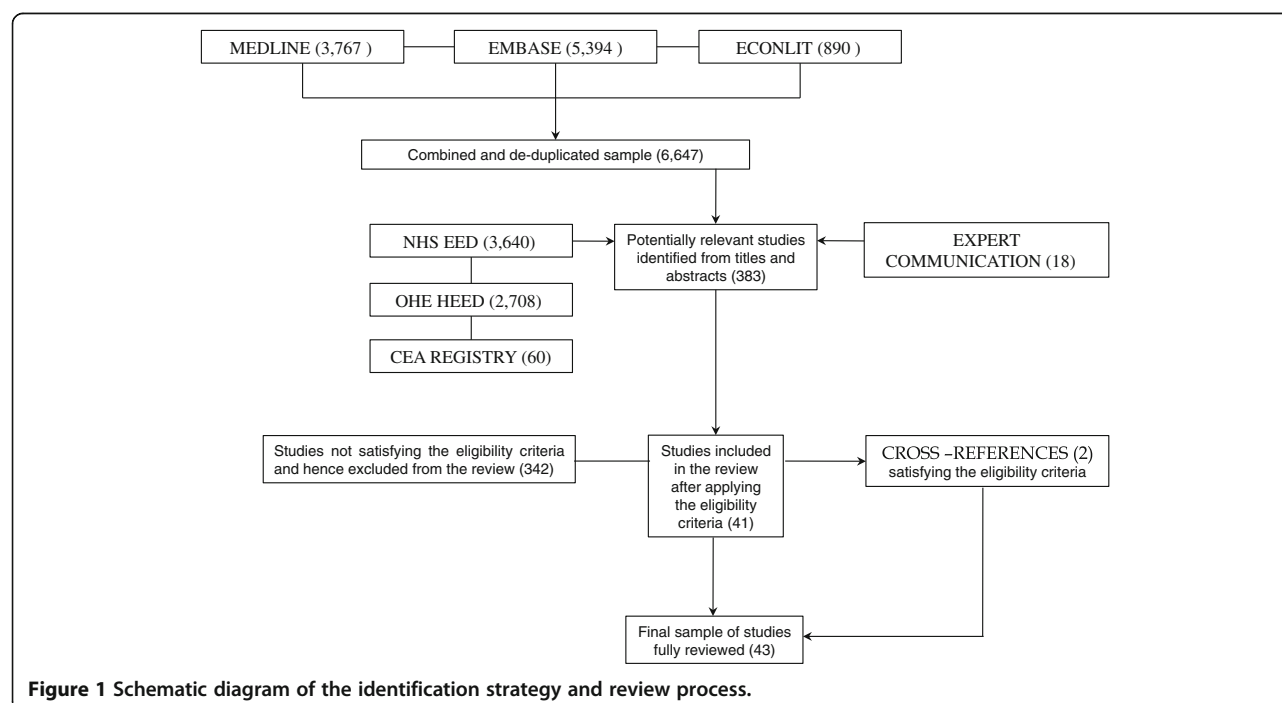 MEDLINE (3,767 )
EMBASE (5,394 )
ECONLIT (890 )
Combined and de-duplicated sample (6,647)
NHS EED (3,640)
Potentially relevant studies
identified from titles and
abstracts (383)
EXPERT
COMMUNICATION (18)
OHE HEED (2,708)
CEA REGISTRY (60)
Studies not satisfying the eligibility criteria
and hence excluded from the review (342)
Studies included
in the review
after applying
the eligibility
criteria (41)
CROSS –REFERENCES (2)
satisfying the eligibility criteria
Final sample of studies
fully reviewed (43)
Figure 1 Schematic diagram of the identification strategy and review process.